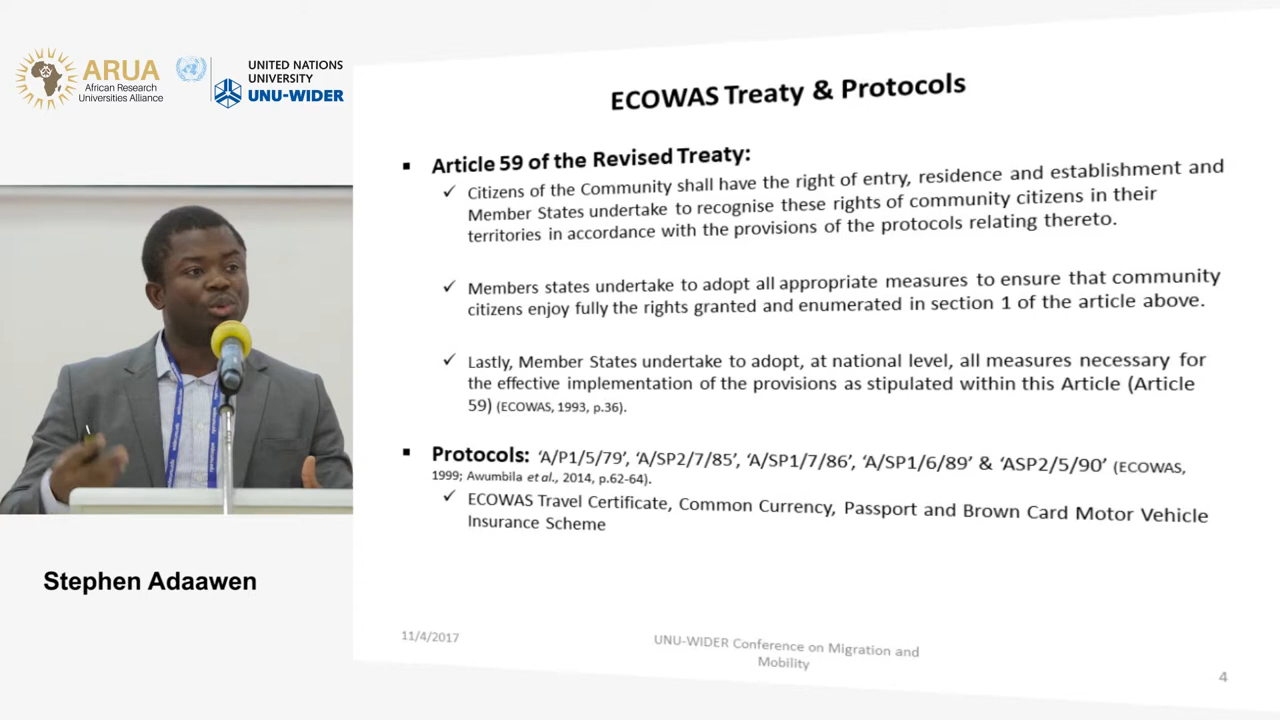 ARUA
African Research
Universities Alliance
UNITED NATIONS
UNIVERSITY
UNU-WIDER
ECOWAS Treaty & Protocols
▪ Article 59 of the Revised Treaty:
✓ Citizens of the Community shall have the right of entry, residence and establishment and
Member States undertake to recognise these rights of community citizens in their
territories in accordance with the provisions of the protocols relating thereto.
✓ Members states undertake to adopt all appropriate measures to ensure that community
citizens enjoy fully the rights granted and enumerated in section 1 of the article above.
✓ Lastly, Member States undertake to adopt, at national level, all measures necessary for
the effective implementation of the provisions as stipulated within this Article (Article
59) (ECOWAS, 1993, p.36).
▪ Protocols: ‘A/P1/5/79’, ‘A/SP2/7/85’, ‘A/SP1/7/86’, ‘A/SP1/6/89’ & ‘ASP2/5/90’ (ECOWAS,
1999; Awumbila et al., 2014, p.62-64).
✓ ECOWAS Travel Certificate, Common Currency, Passport and Brown Card Motor Vehicle
Insurance Scheme
Stephen Adaawen
11/4/2017
UNU-WIDER Conference on Migration and
Mobility
4